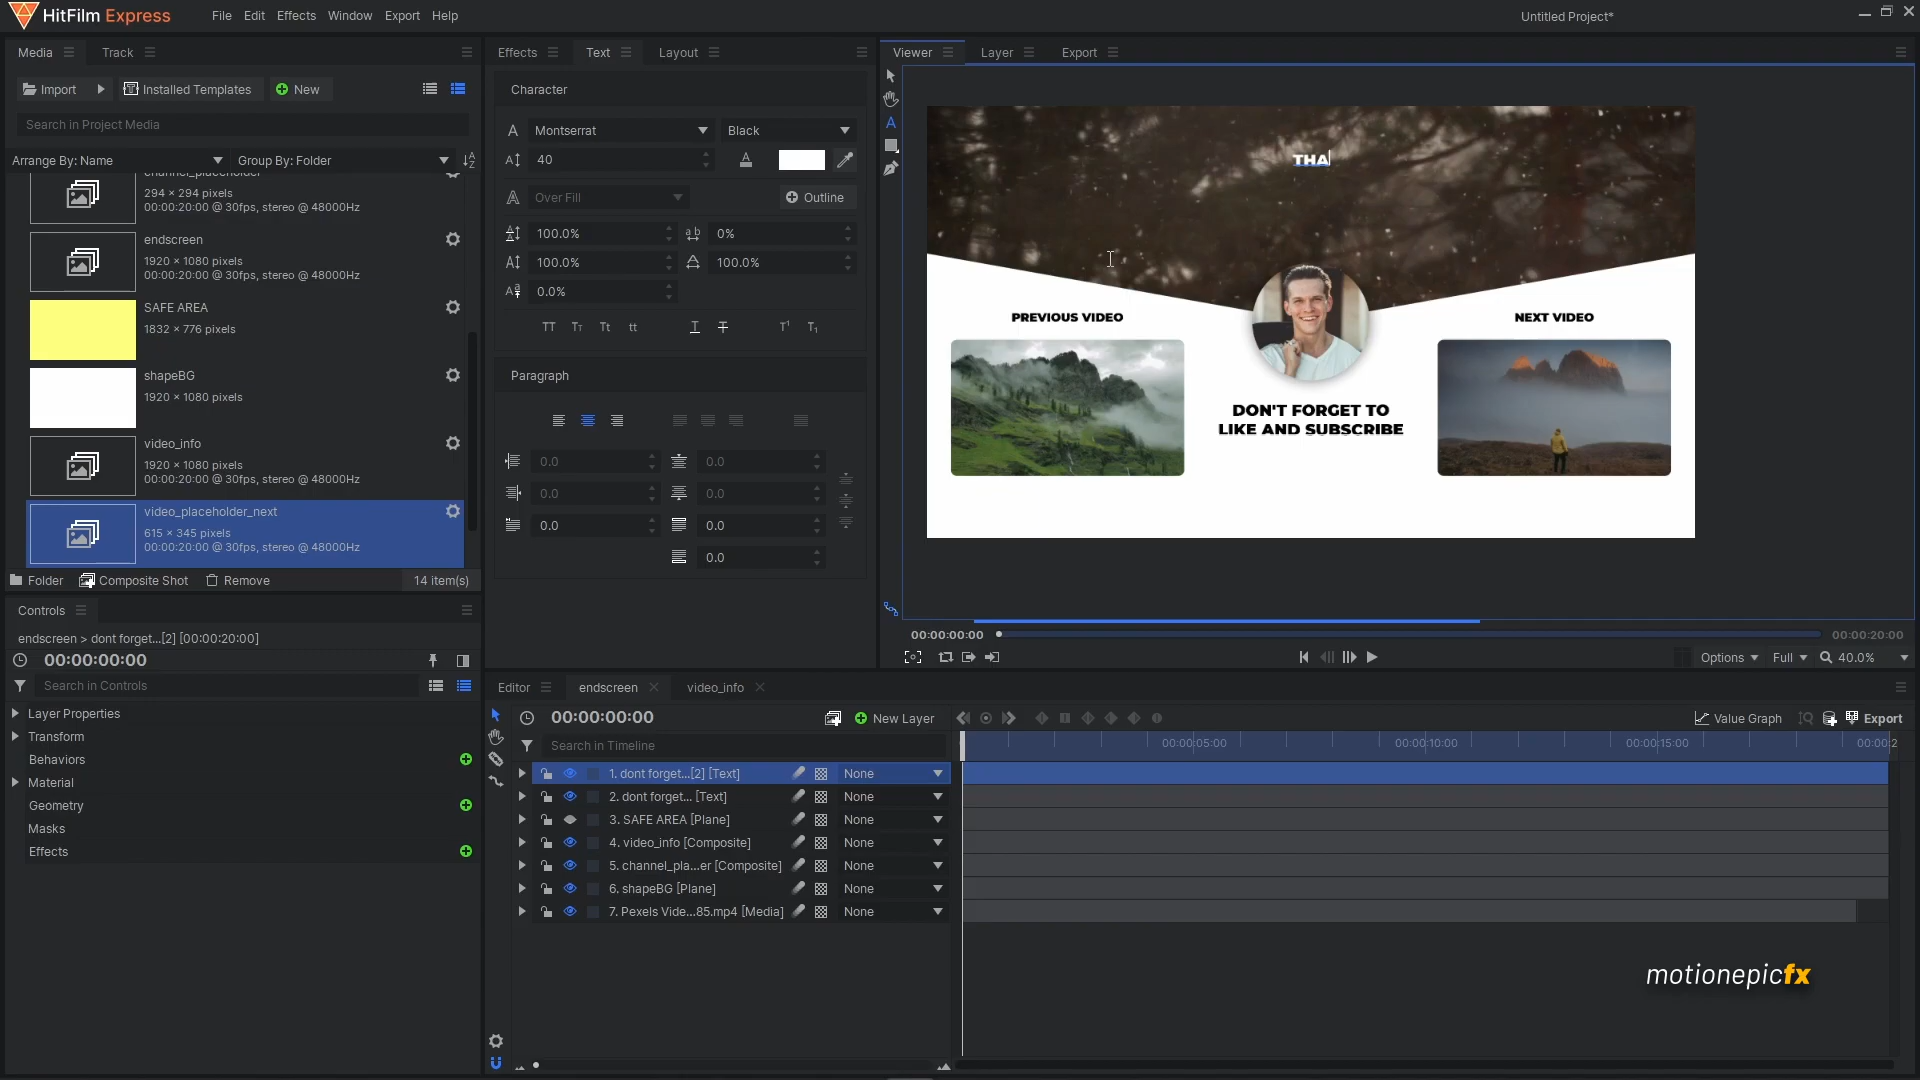 HitFilm Express
File Edit Effects Window Export Help
Untitled Project*
Media Track
Effects Text Layout
Viewer Layer Export
Import Installed Templates New
Search in Project Media
Arrange By: Name Group By: Folder
channel_placeholder
294 × 294 pixels
00:00:20:00 @ 30fps, stereo @ 48000Hz
endscreen
1920 × 1080 pixels
00:00:20:00 @ 30fps, stereo @ 48000Hz
SAFE AREA
1832 × 776 pixels
shapeBG
1920 × 1080 pixels
video_info
1920 × 1080 pixels
00:00:20:00 @ 30fps, stereo @ 48000Hz
video_placeholder_next
615 × 345 pixels
00:00:20:00 @ 30fps, stereo @ 48000Hz
Folder Composite Shot Remove 14 item(s)
Character
Montserrat Black
40
Over Fill Outline
100.0% 0%
100.0% 100.0%
0.0%
Paragraph
0.0 0.0
0.0 0.0
0.0 0.0
0.0
THA
PREVIOUS VIDEO
NEXT VIDEO
DON'T FORGET TO
LIKE AND SUBSCRIBE
00:00:00:00 00:00:20:00
Options Full 40.0%
Controls
endscreen > dont forget...[2] [00:00:20:00]
00:00:00:00
Search in Controls
Layer Properties
Transform
Behaviors
Material
Geometry
Masks
Effects
Editor endscreen video_info
00:00:00:00 New Layer Value Graph Export
Search in Timeline
00:00:05:00 00:00:10:00 00:00:15:00 00:00:2
1. dont forget...[2] [Text] None
2. dont forget... [Text] None
3. SAFE AREA [Plane] None
4. video_info [Composite] None
5. channel_pla...er [Composite] None
6. shapeBG [Plane] None
7. Pexels Vide...85.mp4 [Media] None
motionepicfx